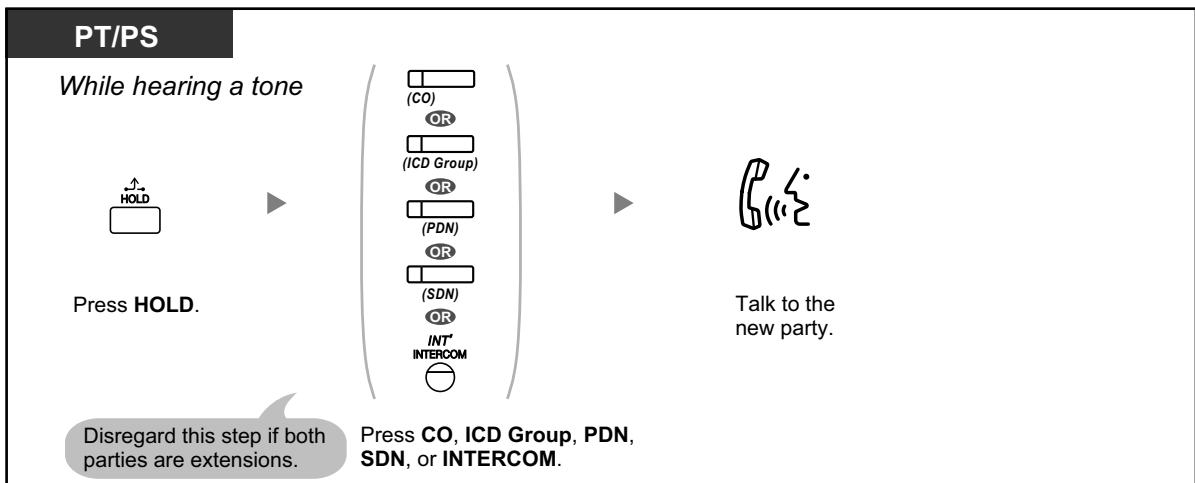 PT/PS
While hearing a tone
HOLD
Press HOLD.
Disregard this step if both
parties are extensions.
(CO)
OR
(ICD Group)
OR
(PDN)
OR
(SDN)
OR
INT'
INTERCOM
Press CO, ICD Group, PDN,
SDN, or INTERCOM.
Talk to the
new party.